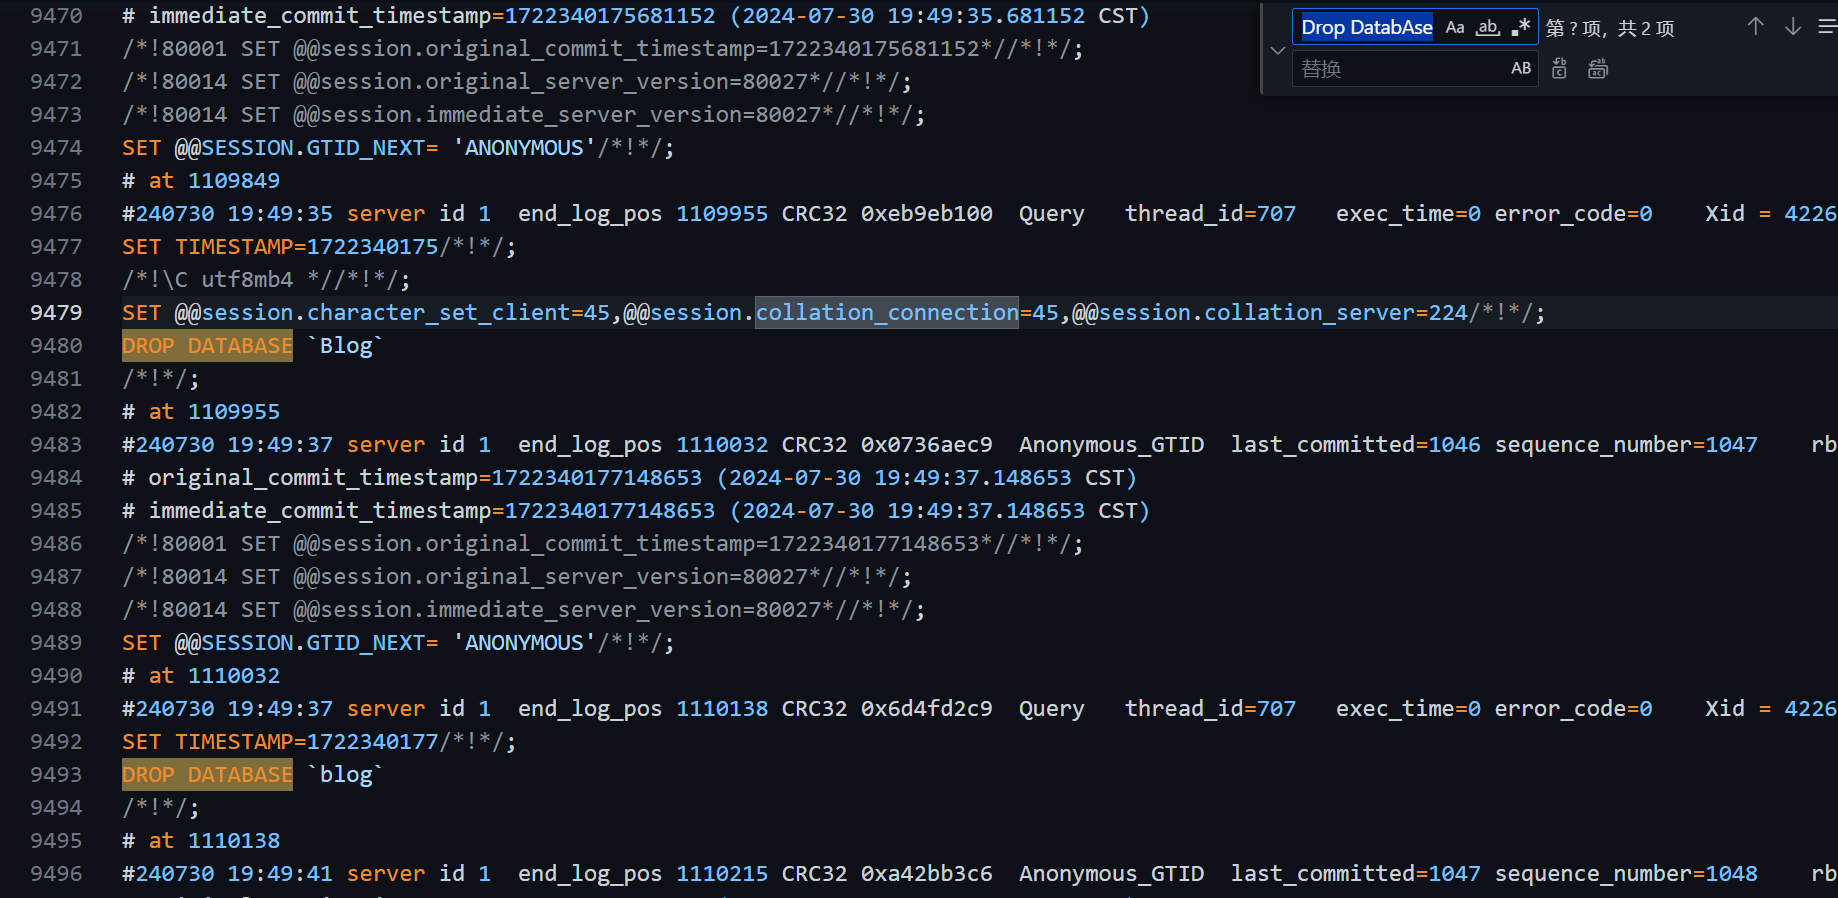 9470 # immediate_commit_timestamp=1722340175681152 (2024-07-30 19:49:35.681152 CST)
Drop DatabAse Aa ab .* 第 ? 项, 共 2 项
9471 /*!80001 SET @@session.original_commit_timestamp=1722340175681152*//*!*/;
替换 AB
9472 /*!80014 SET @@session.original_server_version=80027*//*!*/;
9473 /*!80014 SET @@session.immediate_server_version=80027*//*!*/;
9474 SET @@SESSION.GTID_NEXT= 'ANONYMOUS'/*!*/;
9475 # at 1109849
9476 #240730 19:49:35 server id 1  end_log_pos 1109955 CRC32 0xeb9eb100  Query   thread_id=707   exec_time=0 error_code=0    Xid = 4226
9477 SET TIMESTAMP=1722340175/*!*/;
9478 /*!\C utf8mb4 *//*!*/;
9479 SET @@session.character_set_client=45,@@session.collation_connection=45,@@session.collation_server=224/*!*/;
9480 DROP DATABASE `Blog`
9481 /*!*/;
9482 # at 1109955
9483 #240730 19:49:37 server id 1  end_log_pos 1110032 CRC32 0x0736aec9  Anonymous_GTID  last_committed=1046 sequence_number=1047    rb
9484 # original_commit_timestamp=1722340177148653 (2024-07-30 19:49:37.148653 CST)
9485 # immediate_commit_timestamp=1722340177148653 (2024-07-30 19:49:37.148653 CST)
9486 /*!80001 SET @@session.original_commit_timestamp=1722340177148653*//*!*/;
9487 /*!80014 SET @@session.original_server_version=80027*//*!*/;
9488 /*!80014 SET @@session.immediate_server_version=80027*//*!*/;
9489 SET @@SESSION.GTID_NEXT= 'ANONYMOUS'/*!*/;
9490 # at 1110032
9491 #240730 19:49:37 server id 1  end_log_pos 1110138 CRC32 0x6d4fd2c9  Query   thread_id=707   exec_time=0 error_code=0    Xid = 4226
9492 SET TIMESTAMP=1722340177/*!*/;
9493 DROP DATABASE `blog`
9494 /*!*/;
9495 # at 1110138
9496 #240730 19:49:41 server id 1  end_log_pos 1110215 CRC32 0xa42bb3c6  Anonymous_GTID  last_committed=1047 sequence_number=1048    rb